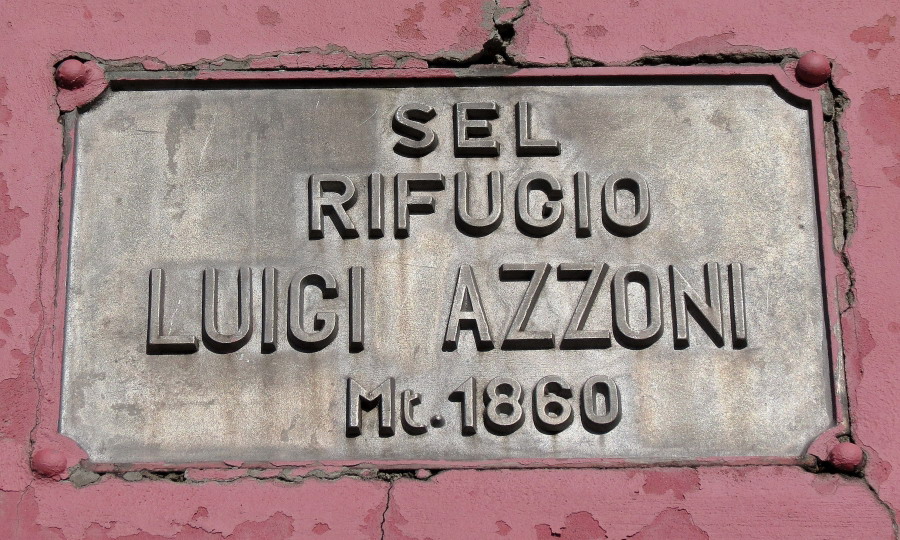 SEL
RIFUGIO
LUIGI AZZONI
Mt.1860